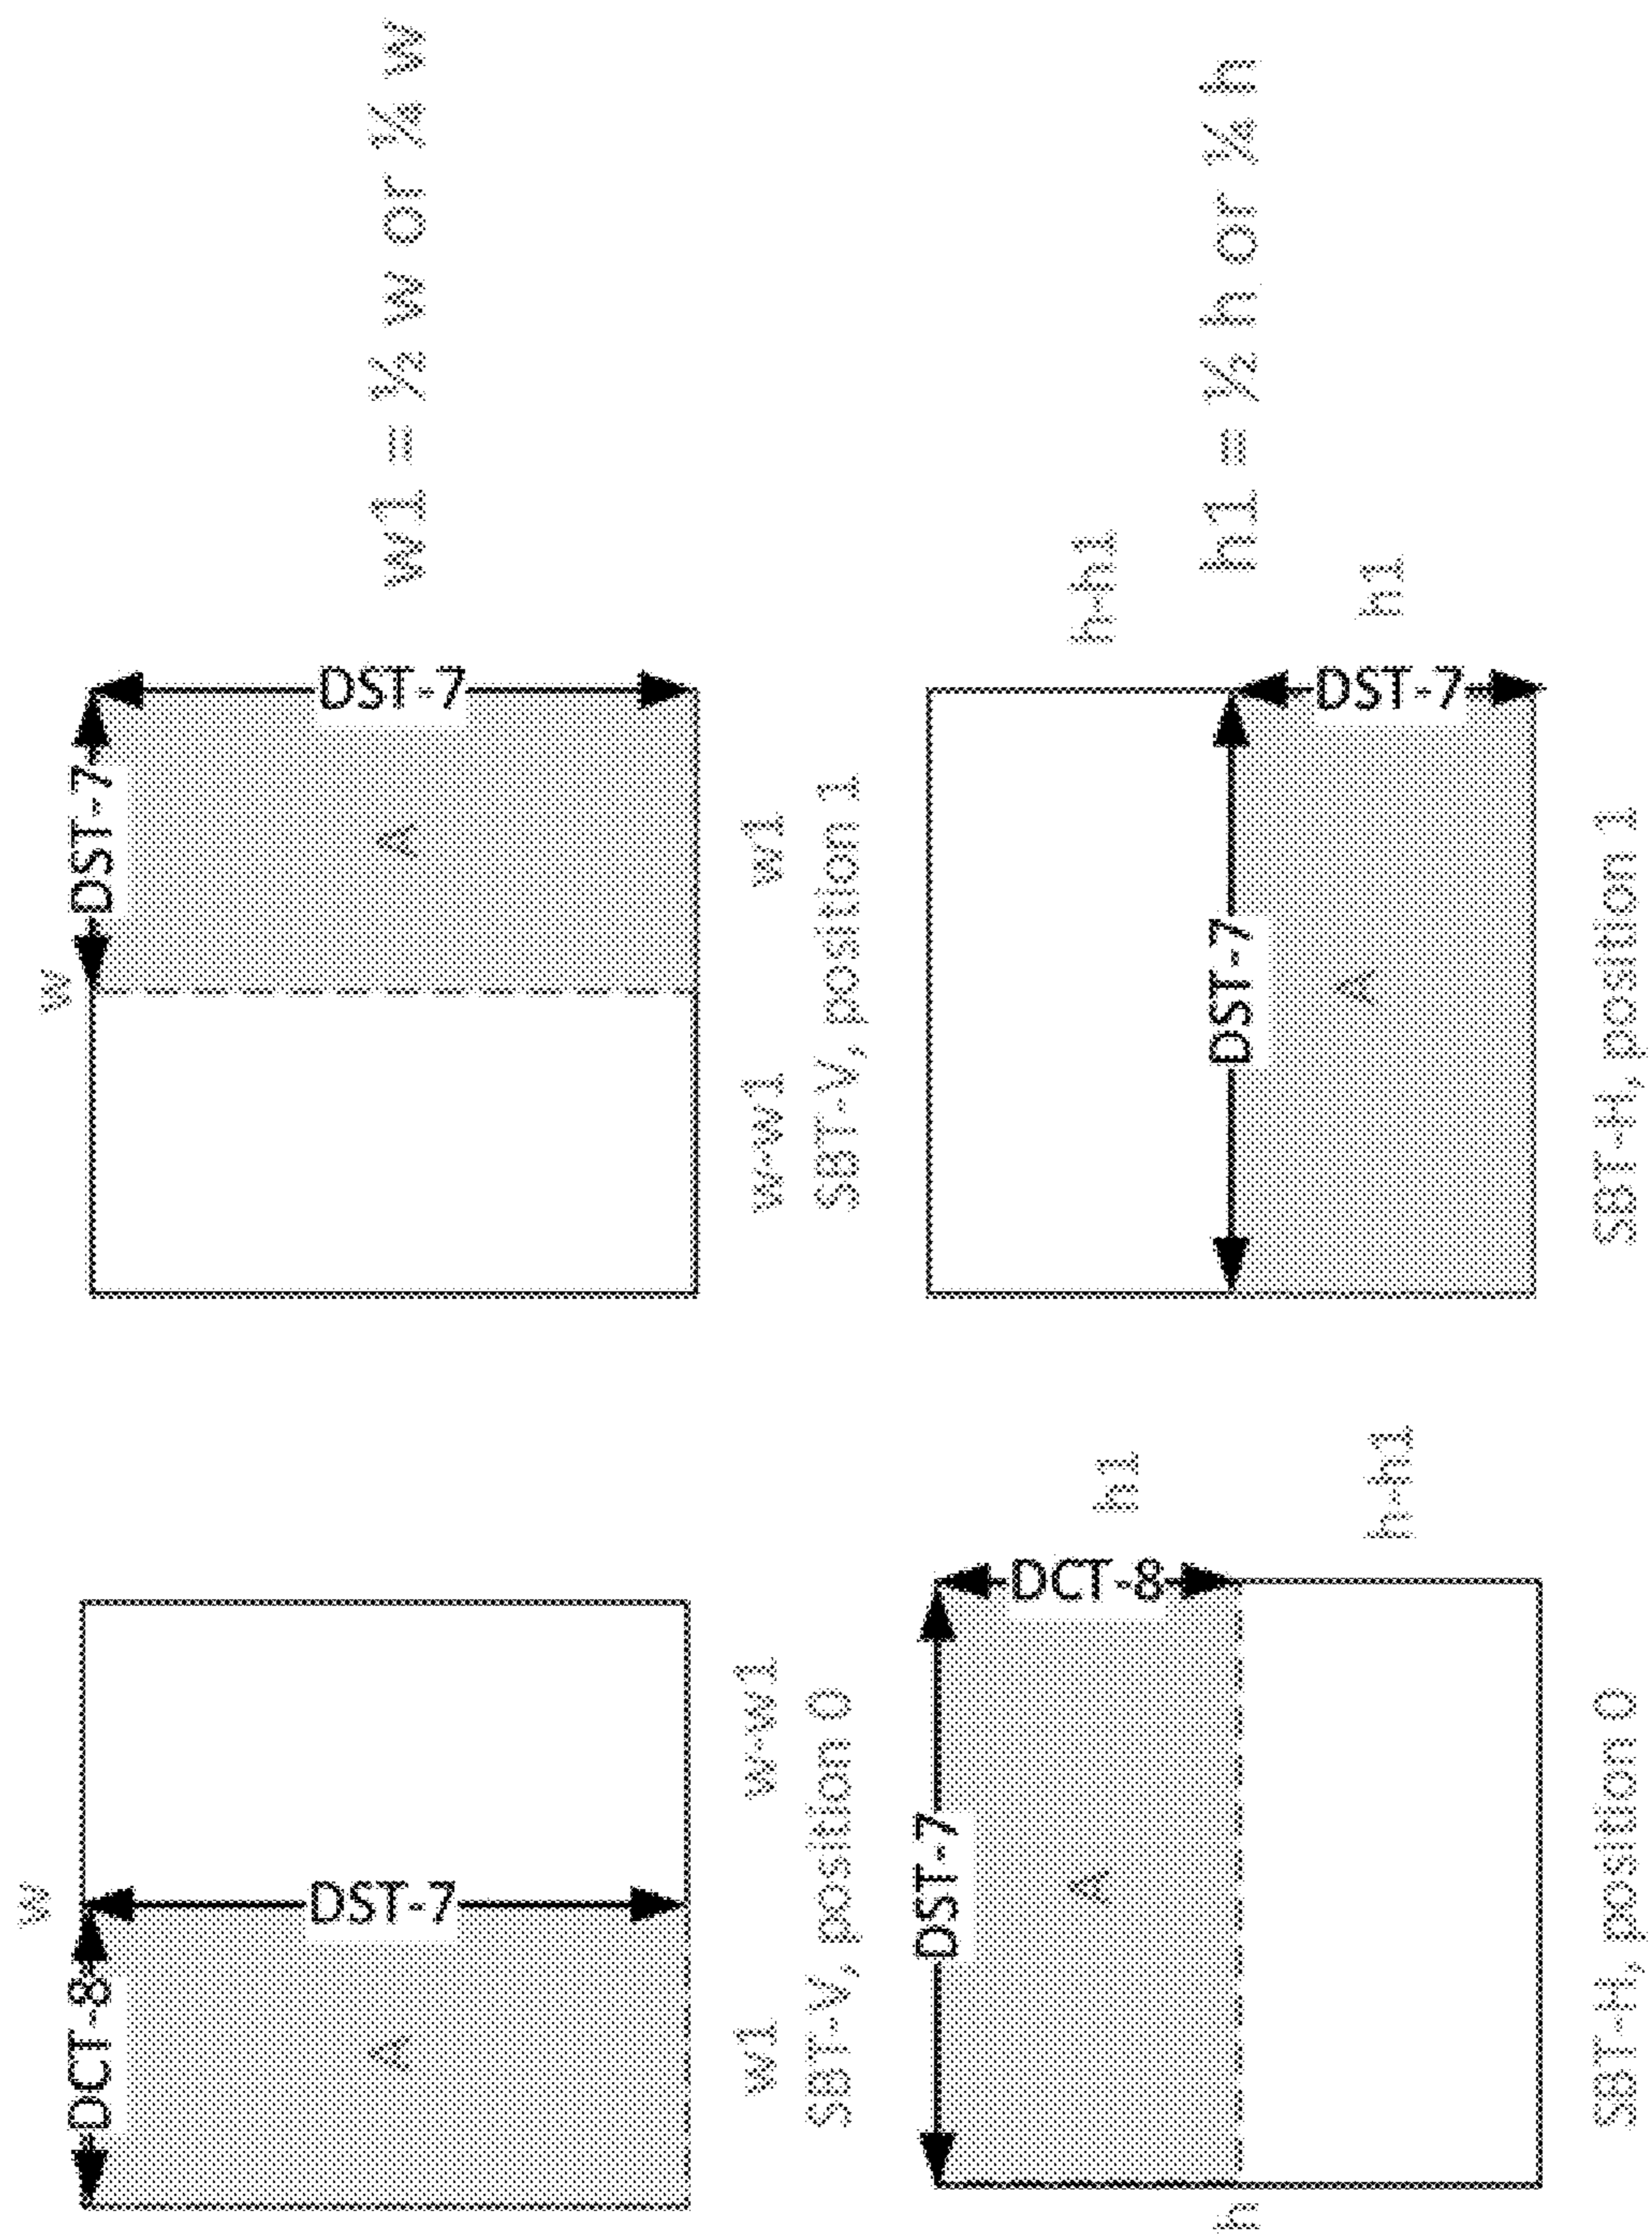 w
DCT-8
DST-7
A
w1
w-w1
SBT-V, position 0
w
DST-7
DST-7
A
w-w1
w1
SBT-V, position 1
w1 = ½ w or ¼ w
DST-7
DCT-8
A
h1
h
h-h1
SBT-H, position 0
h-h1
DST-7
DST-7
A
h1
SBT-H, position 1
h1 = ½ h or ¼ h